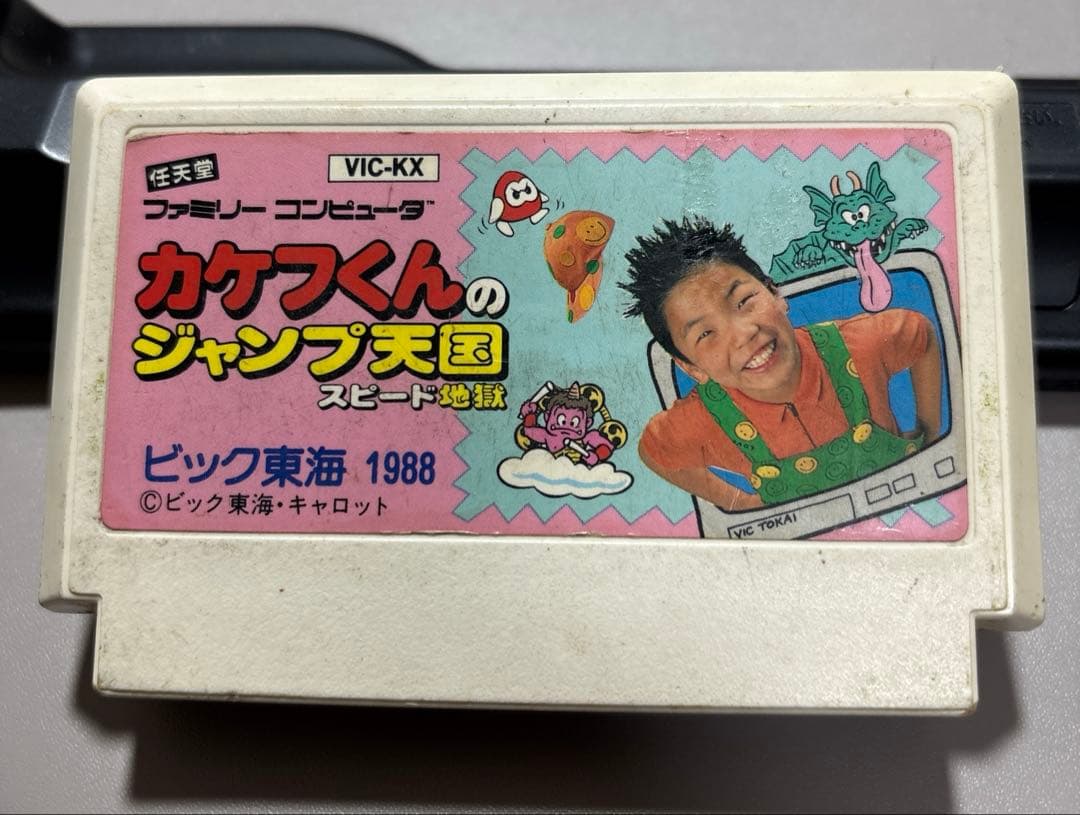 任天堂
VIC-KX
ファミリー コンピュータ™
カケフくんの
ジャンプ天国
スピード地獄
ビック東海 1988
©ビック東海・キャロット
VIC TOKAI